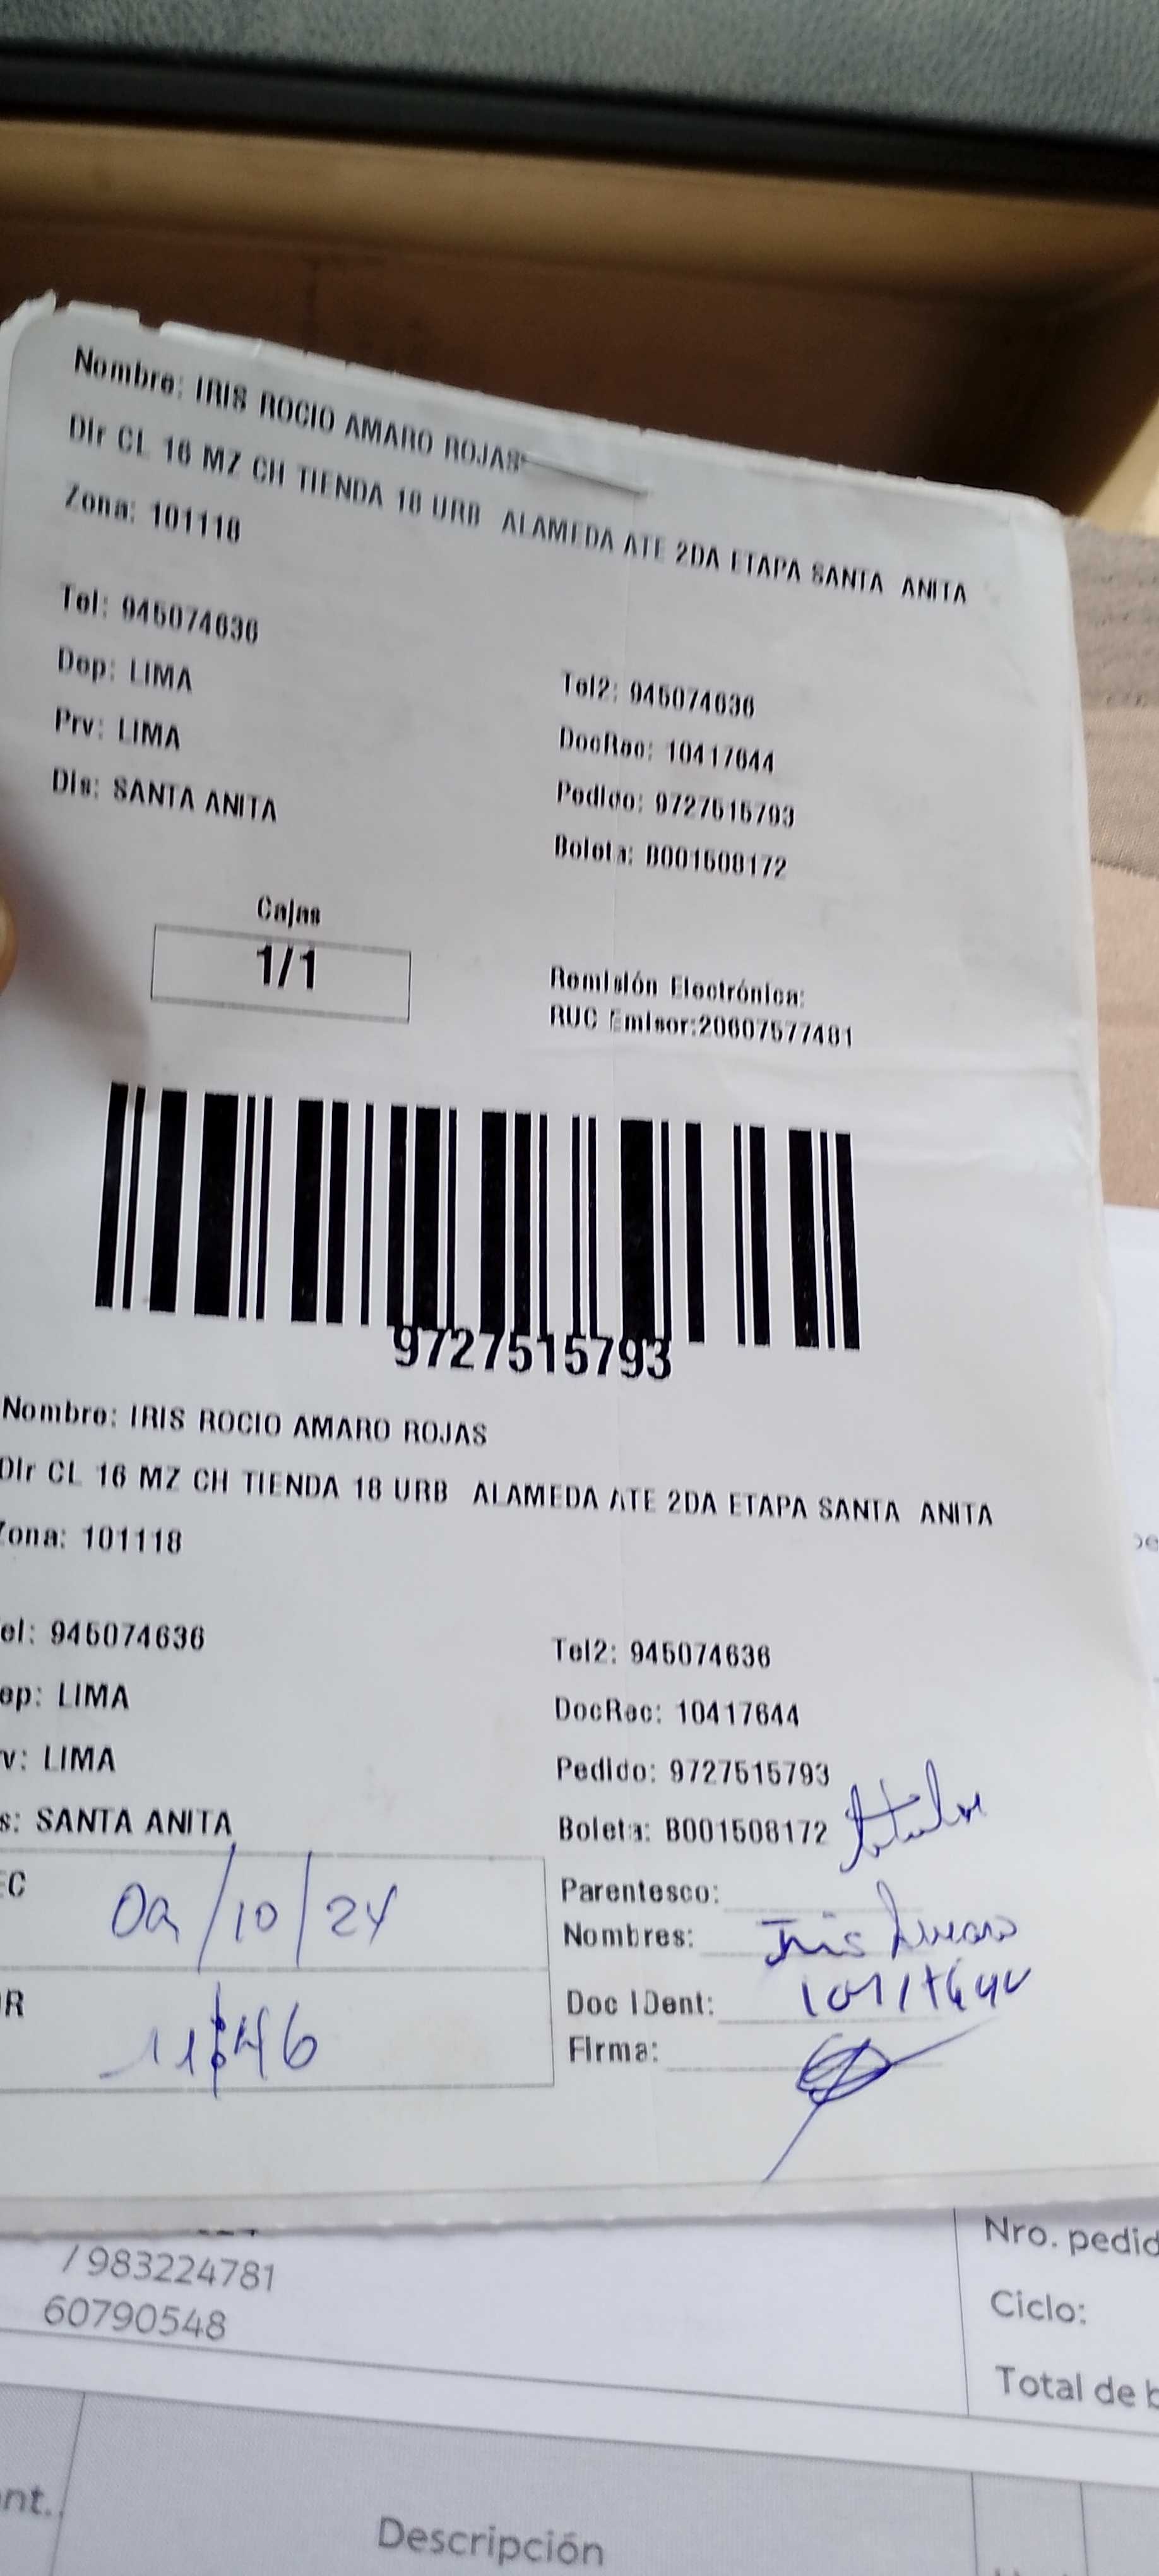 Nombre: IRIS ROCIO AMARO ROJAS
Dir CL 16 MZ CH TIENDA 18 URB ALAMEDA ATE 2DA ETAPA SANTA ANITA
Zona: 101118
Tel: 945074636
Dep: LIMA
Tel2: 945074636
Prv: LIMA
DocRec: 10417644
Dis: SANTA ANITA
Pedido: 9727515793
Boleta: B001508172
Cajas
1/1
Remisión Electrónica:
RUC Emisor:20607577481
9727515793
Nombre: IRIS ROCIO AMARO ROJAS
Dir CL 16 MZ CH TIENDA 18 URB ALAMEDA ATE 2DA ETAPA SANTA ANITA
Zona: 101118
el: 945074636
Tel2: 945074636
ep: LIMA
DocRec: 10417644
v: LIMA
Pedido: 9727515793
s: SANTA ANITA
Boleta: B001508172 titular
EC 09/10/24
Parentesco:
Nombres: Iris Amaro
R 11:46
Doc IDent: 10417644
Firma:
/ 983224781
60790548
Nro. pedid
Ciclo:
Total de b
nt.
Descripción